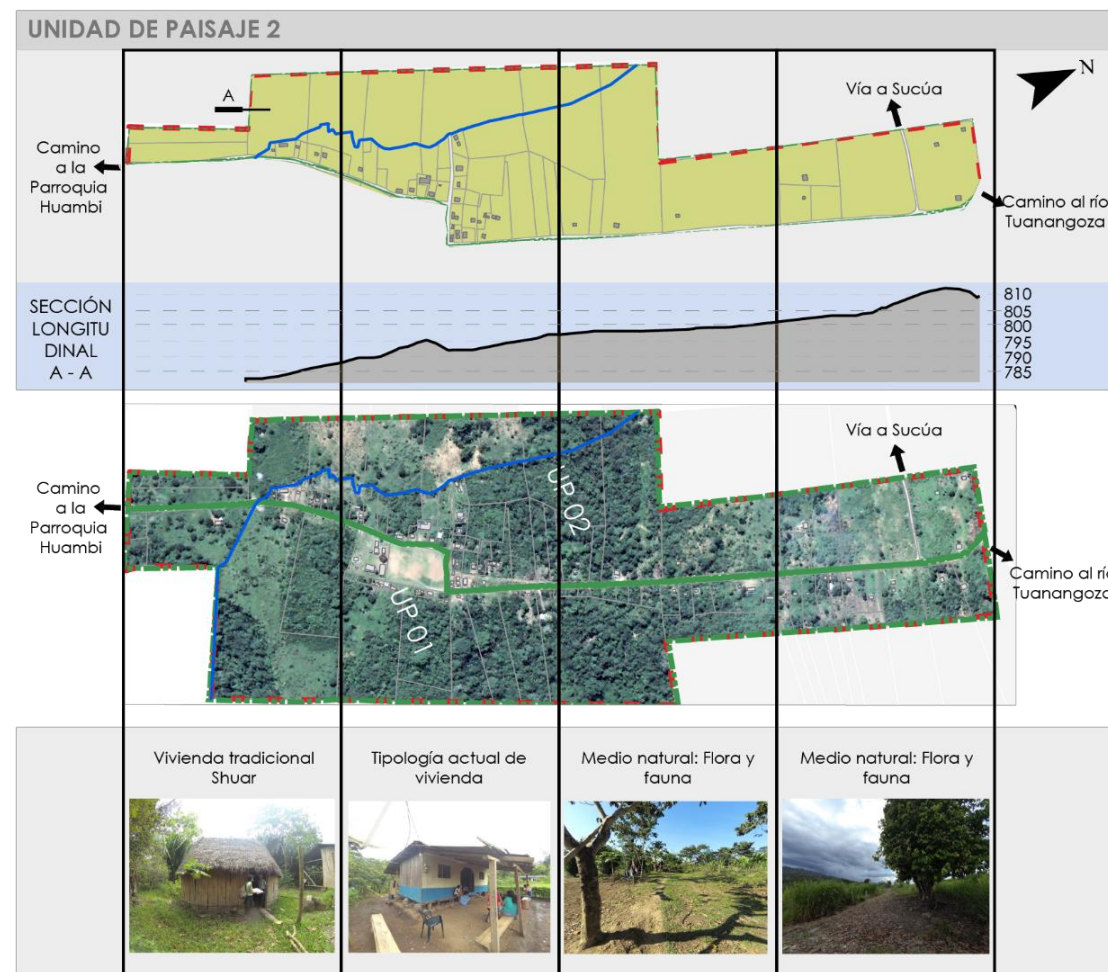 UNIDAD DE PAISAJE 2
N
A
Vía a Sucúa
Camino
a la
Parroquia
Huambi
Camino al río
Tuanangoza
SECCIÓN
LONGITU
DINAL
A - A
810
805
800
795
790
785
Vía a Sucúa
Camino
a la
Parroquia
Huambi
UP 02
UP 01
Camino al río
Tuanangoza
Vivienda tradicional
Shuar
Tipología actual de
vivienda
Medio natural: Flora y
fauna
Medio natural: Flora y
fauna